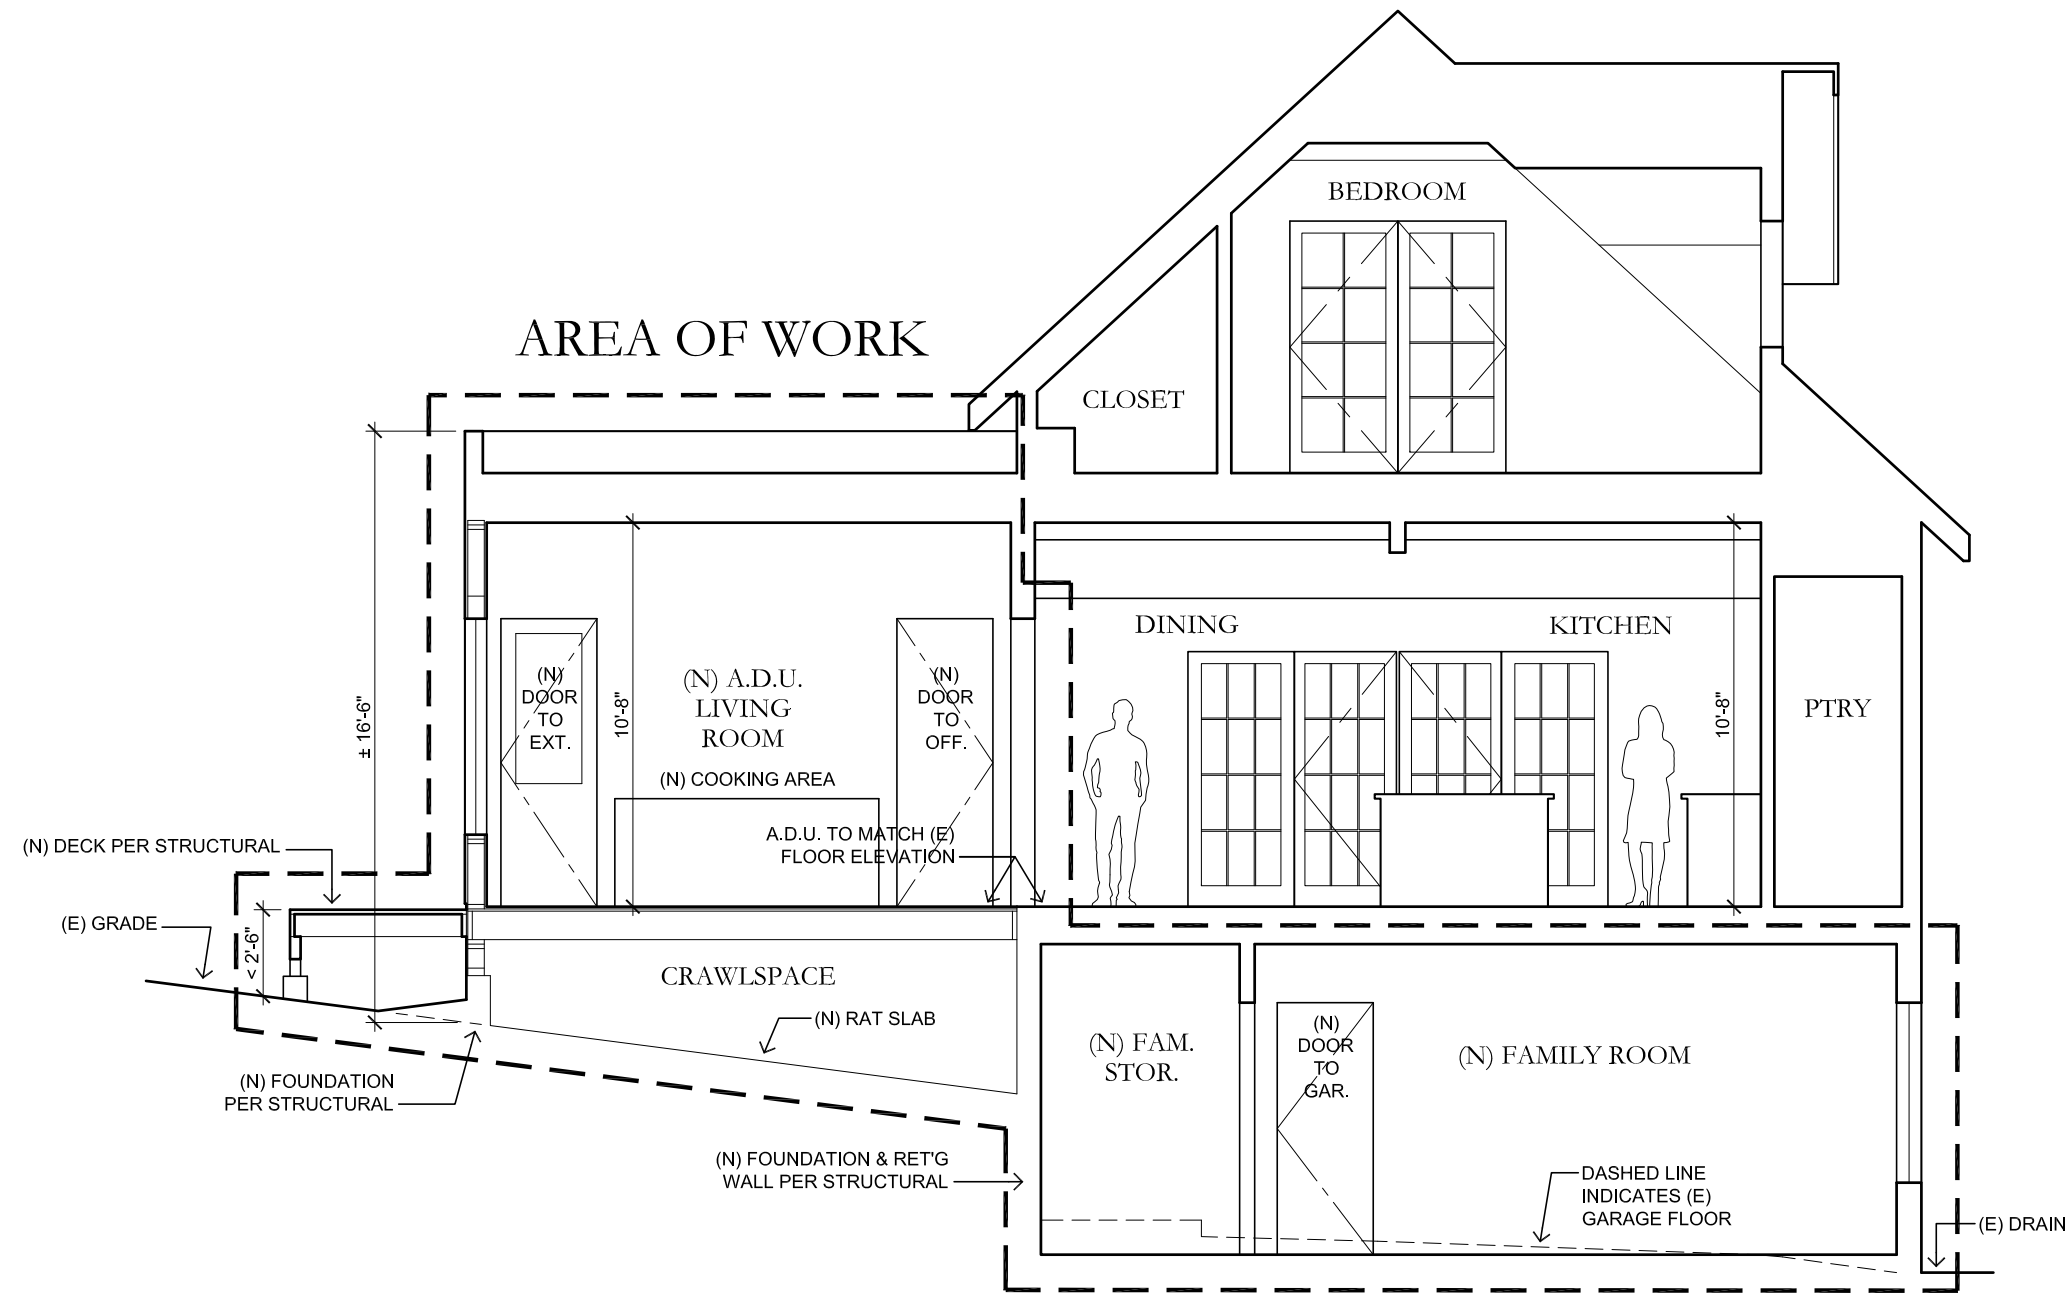 BEDROOM
AREA OF WORK
CLOSET
DINING
KITCHEN
(N)
DOOR
TO
EXT.
(N) A.D.U.
LIVING
ROOM
(N)
DOOR
TO
OFF.
± 16'-6"
10'-8"
10'-8"
PTRY
(N) COOKING AREA
A.D.U. TO MATCH (E)
FLOOR ELEVATION
(N) DECK PER STRUCTURAL
(E) GRADE
< 2'-6"
CRAWLSPACE
(N) RAT SLAB
(N) FOUNDATION
PER STRUCTURAL
(N) FAM.
STOR.
(N)
DOOR
TO
GAR.
(N) FAMILY ROOM
(N) FOUNDATION & RET'G
WALL PER STRUCTURAL
DASHED LINE
INDICATES (E)
GARAGE FLOOR
(E) DRAIN